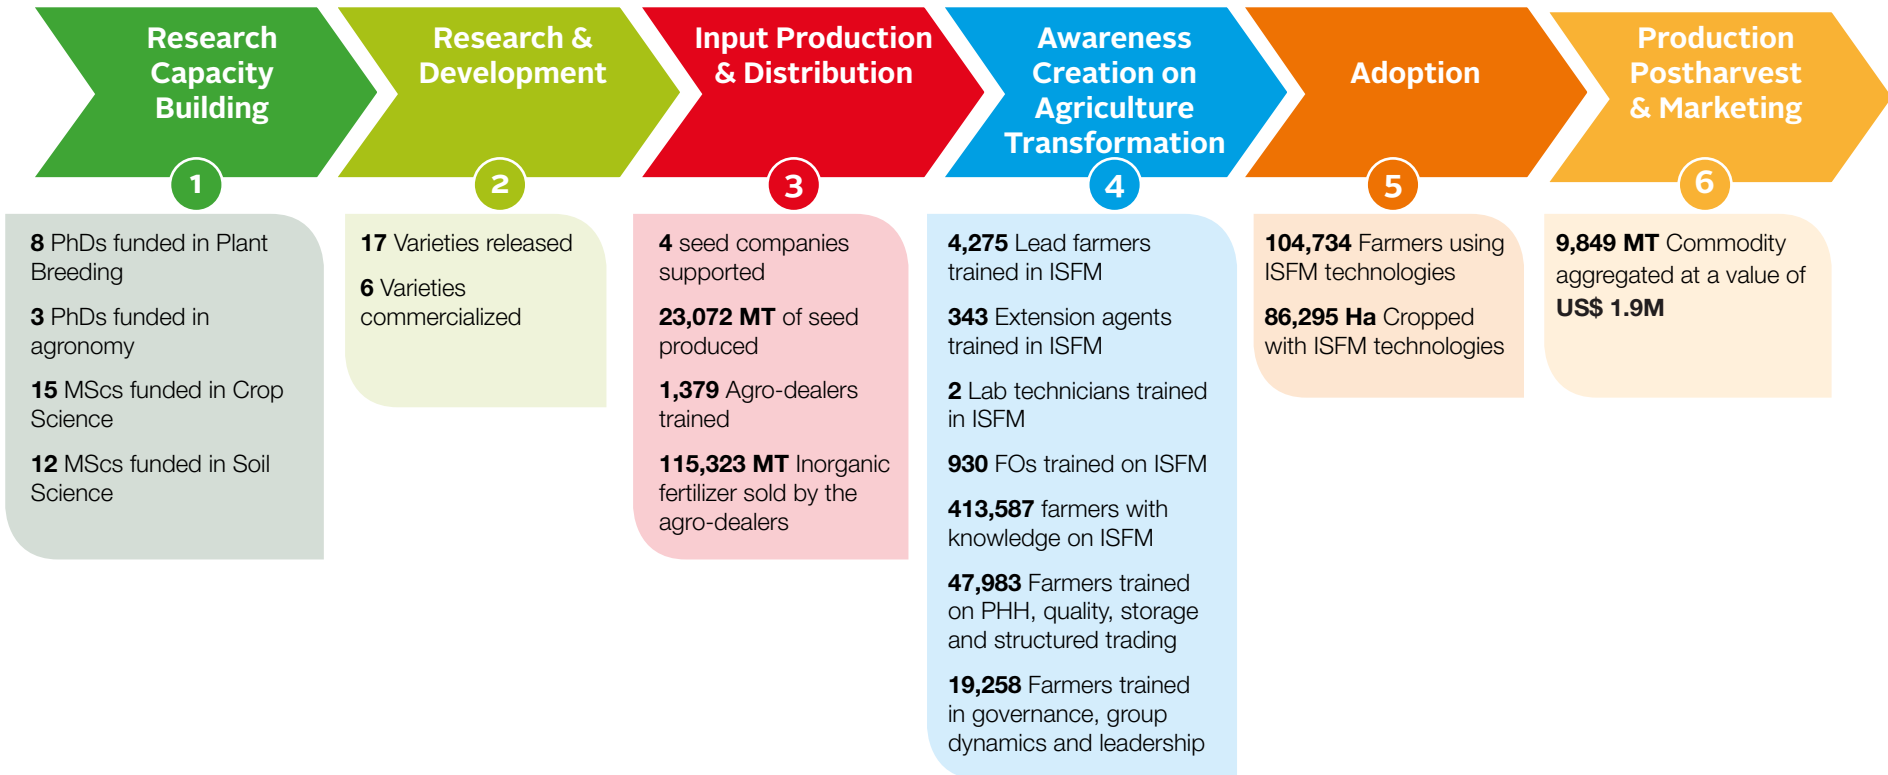 Research
Capacity
Building
1
8 PhDs funded in Plant
Breeding
3 PhDs funded in
agronomy
15 MScs funded in Crop
Science
12 MScs funded in Soil
Science
Research &
Development
2
17 Varieties released
6 Varieties
commercialized
Input Production
& Distribution
3
4 seed companies
supported
23,072 MT of seed
produced
1,379 Agro-dealers
trained
115,323 MT Inorganic
fertilizer sold by the
agro-dealers
Awareness
Creation on
Agriculture
Transformation
4
4,275 Lead farmers
trained in ISFM
343 Extension agents
trained in ISFM
2 Lab technicians trained
in ISFM
930 FOs trained on ISFM
413,587 farmers with
knowledge on ISFM
47,983 Farmers trained
on PHH, quality, storage
and structured trading
19,258 Farmers trained
in governance, group
dynamics and leadership
Adoption
5
104,734 Farmers using
ISFM technologies
86,295 Ha Cropped
with ISFM technologies
Production
Postharvest
& Marketing
6
9,849 MT Commodity
aggregated at a value of
US$ 1.9M